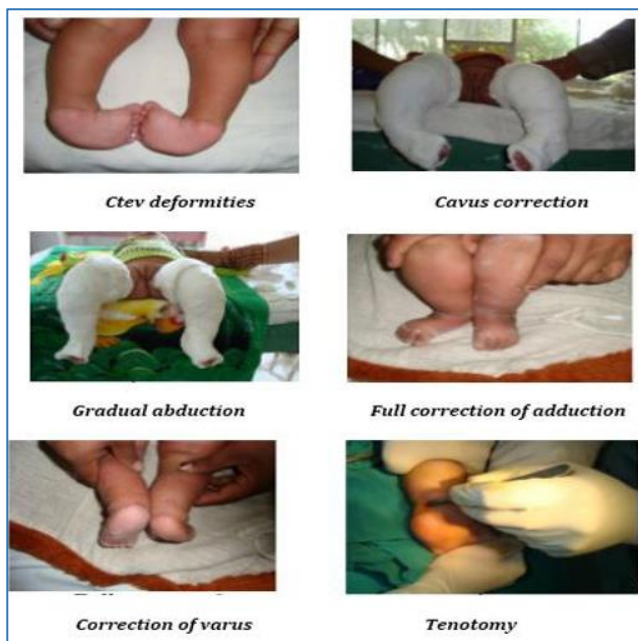 Ctev deformities
Cavus correction
Gradual abduction
Full correction of adduction
Correction of varus
Tenotomy